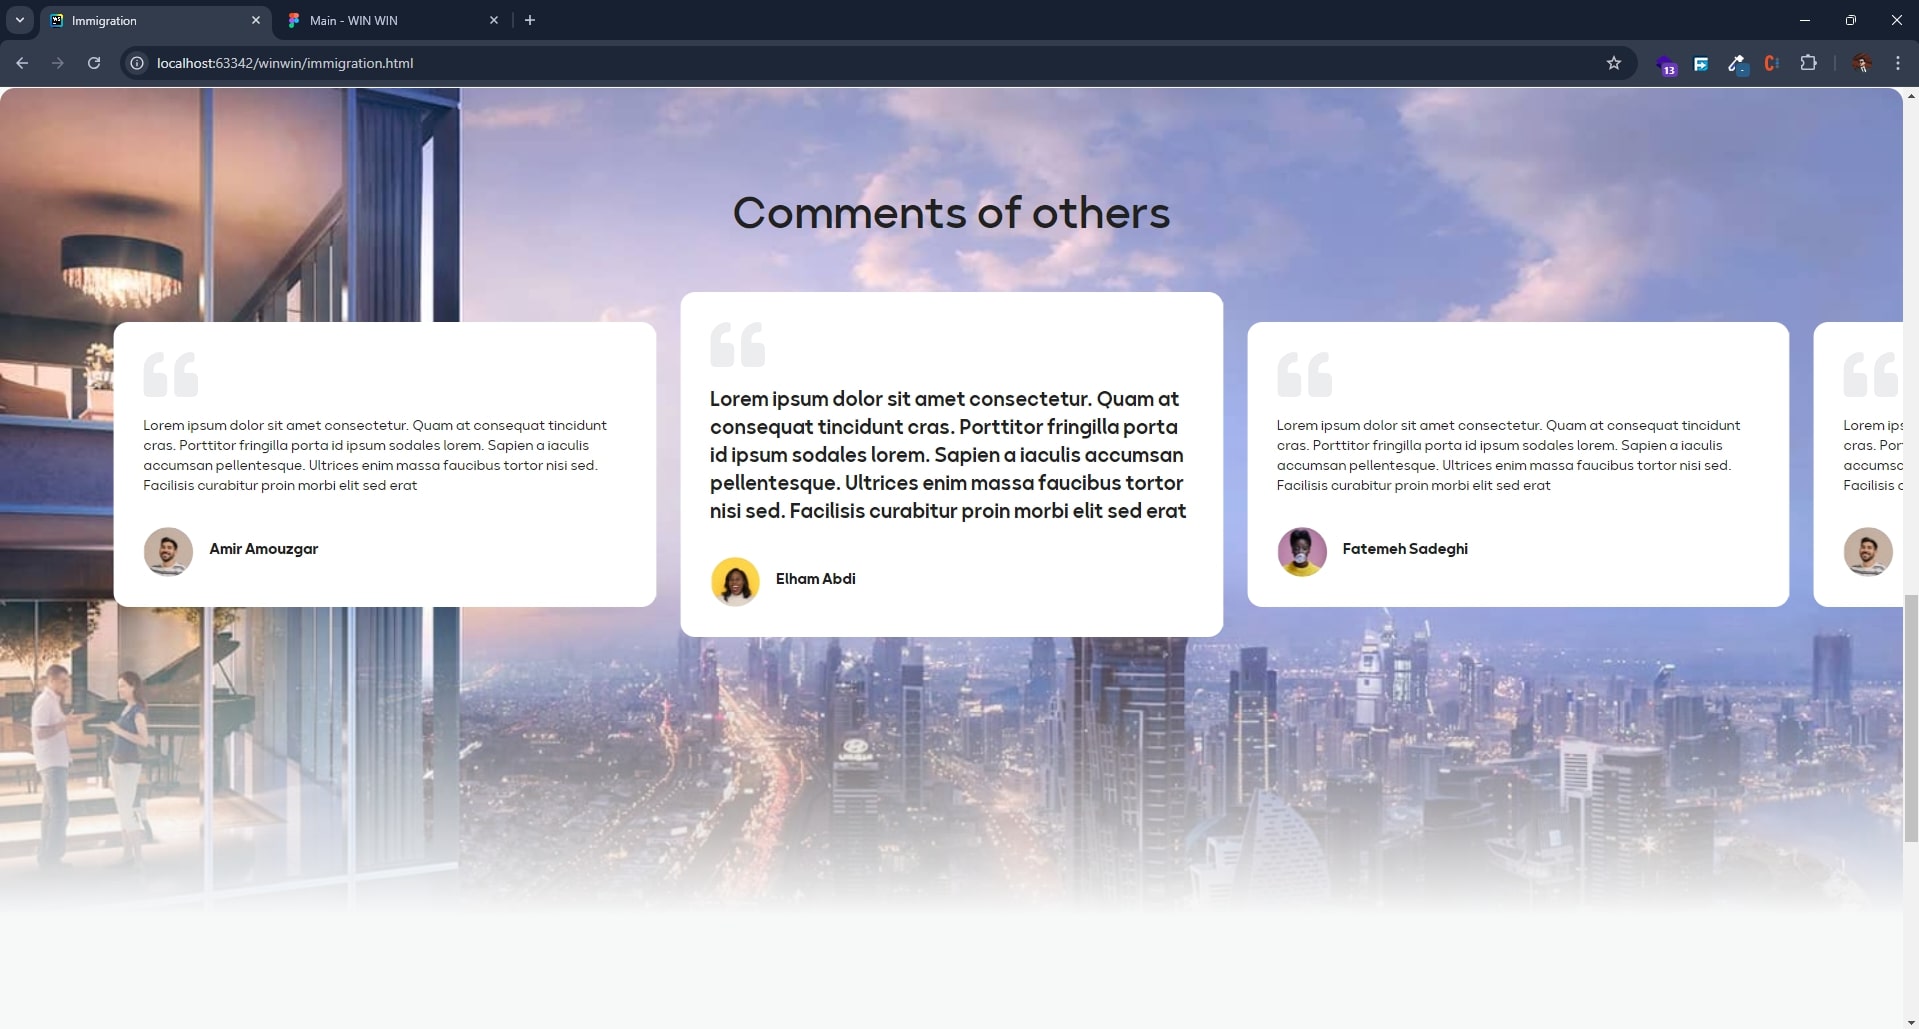 Immigration
Main - WIN WIN
localhost:63342/winwin/immigration.html
13
Comments of others
Lorem ipsum dolor sit amet consectetur. Quam at consequat tincidunt
cras. Porttitor fringilla porta id ipsum sodales lorem. Sapien a iaculis
accumsan pellentesque. Ultrices enim massa faucibus tortor nisi sed.
Facilisis curabitur proin morbi elit sed erat
Amir Amouzgar
Lorem ipsum dolor sit amet consectetur. Quam at
consequat tincidunt cras. Porttitor fringilla porta
id ipsum sodales lorem. Sapien a iaculis accumsan
pellentesque. Ultrices enim massa faucibus tortor
nisi sed. Facilisis curabitur proin morbi elit sed erat
Elham Abdi
Lorem ipsum dolor sit amet consectetur. Quam at consequat tincidunt
cras. Porttitor fringilla porta id ipsum sodales lorem. Sapien a iaculis
accumsan pellentesque. Ultrices enim massa faucibus tortor nisi sed.
Facilisis curabitur proin morbi elit sed erat
Fatemeh Sadeghi
Lorem ips
cras. Por
accumsc
Facilisis c